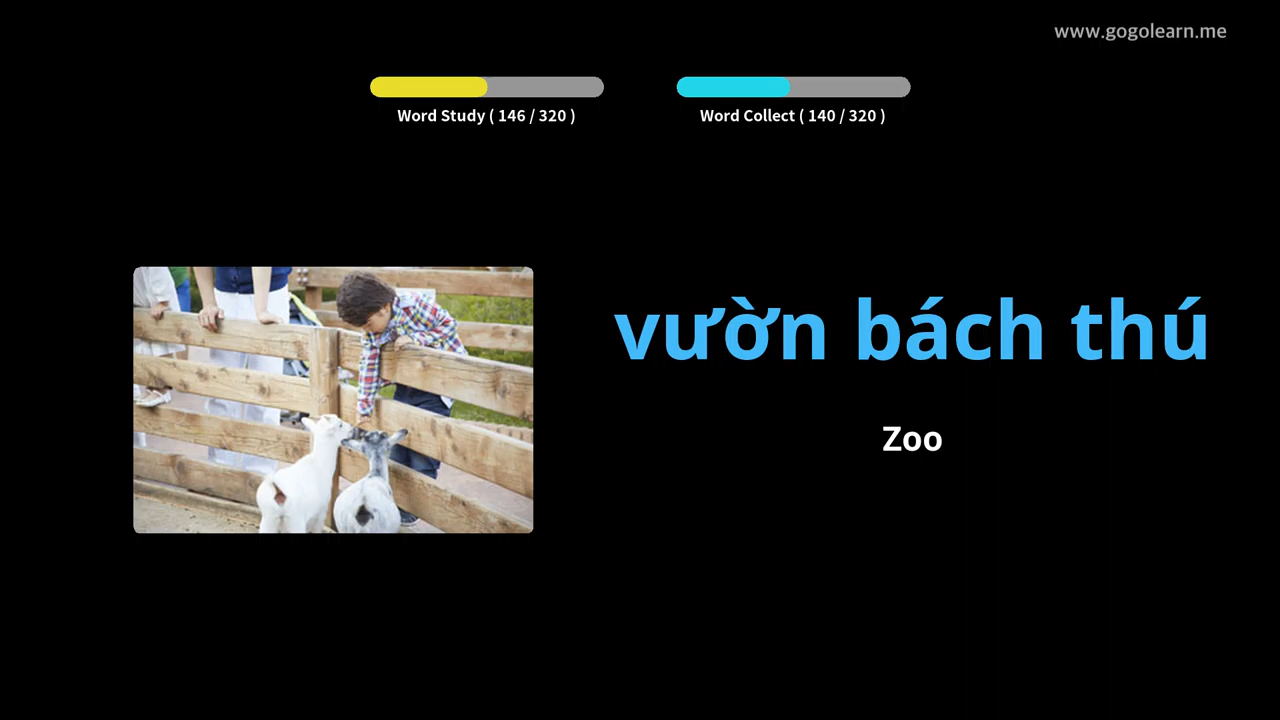 www.gogolearn.me
Word Study ( 146 / 320 )
Word Collect ( 140 / 320 )
vườn bách thú
Zoo